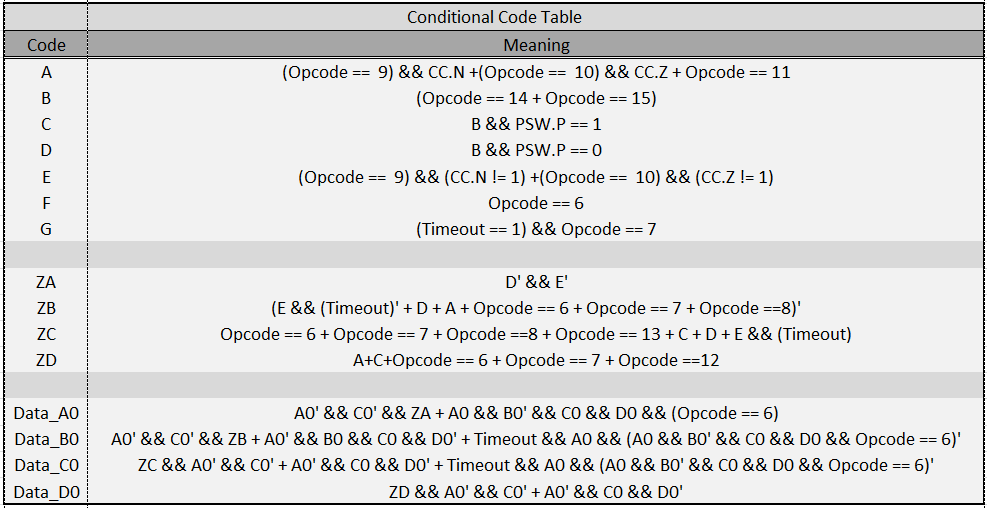 Conditional Code Table
Code Meaning
A (Opcode == 9) && CC.N +(Opcode == 10) && CC.Z + Opcode == 11
B (Opcode == 14 + Opcode == 15)
C B && PSW.P == 1
D B && PSW.P == 0
E (Opcode == 9) && (CC.N != 1) +(Opcode == 10) && (CC.Z != 1)
F Opcode == 6
G (Timeout == 1) && Opcode == 7
ZA D' && E'
ZB (E && (Timeout)' + D + A + Opcode == 6 + Opcode == 7 + Opcode ==8)'
ZC Opcode == 6 + Opcode == 7 + Opcode ==8 + Opcode == 13 + C + D + E && (Timeout)
ZD A+C+Opcode == 6 + Opcode == 7 + Opcode ==12
Data_A0 A0' && C0' && ZA + A0 && B0' && C0 && D0 && (Opcode == 6)
Data_B0 A0' && C0' && ZB + A0' && B0 && C0 && D0' + Timeout && A0 && (A0 && B0' && C0 && D0 && Opcode == 6)'
Data_C0 ZC && A0' && C0' + A0' && C0 && D0' + Timeout && A0 && (A0 && B0' && C0 && D0 && Opcode == 6)'
Data_D0 ZD && A0' && C0' + A0' && C0 && D0'